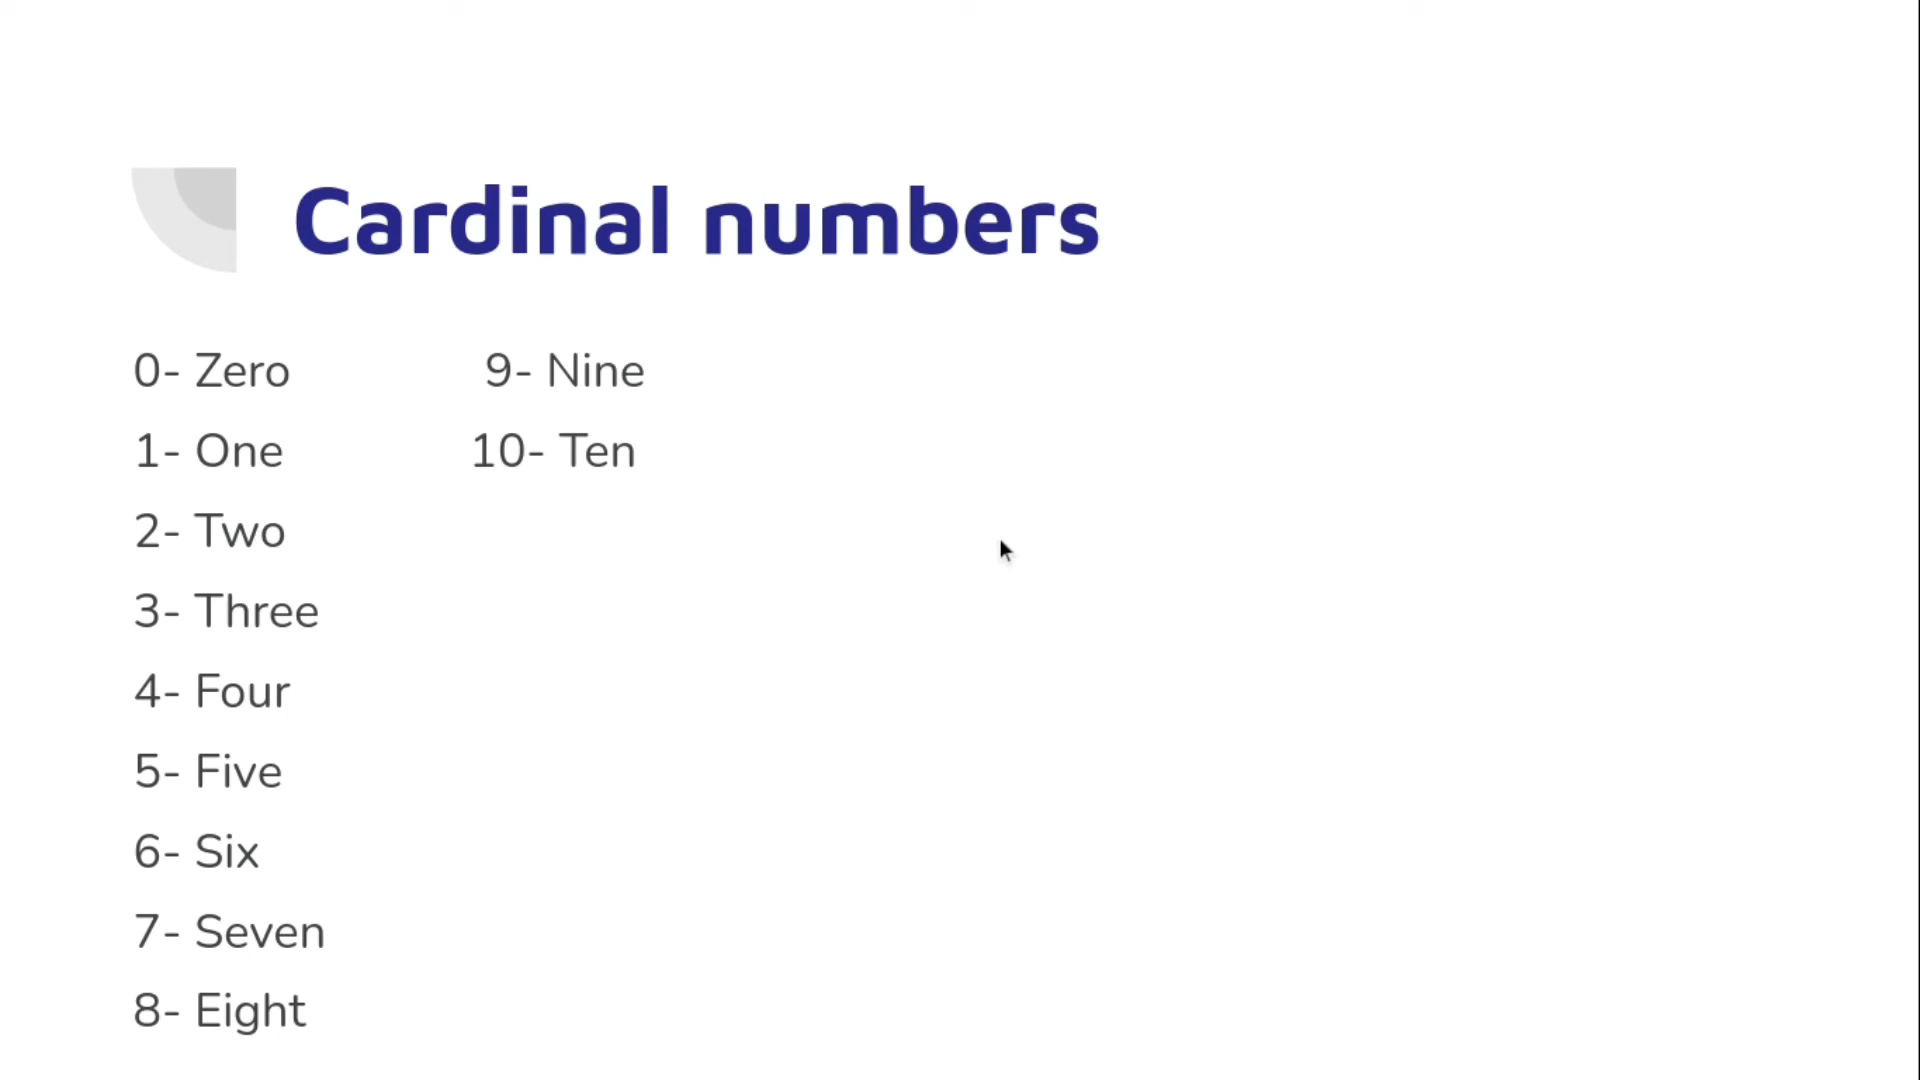 Cardinal numbers
0- Zero
1- One
2- Two
3- Three
4- Four
5- Five
6- Six
7- Seven
8- Eight
9- Nine
10- Ten